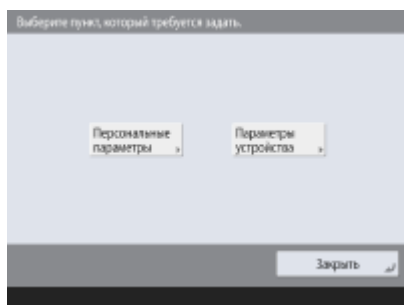 Выберите пункт, который требуется задать.
Персональные
параметры
Параметры
устройства
Закрыть